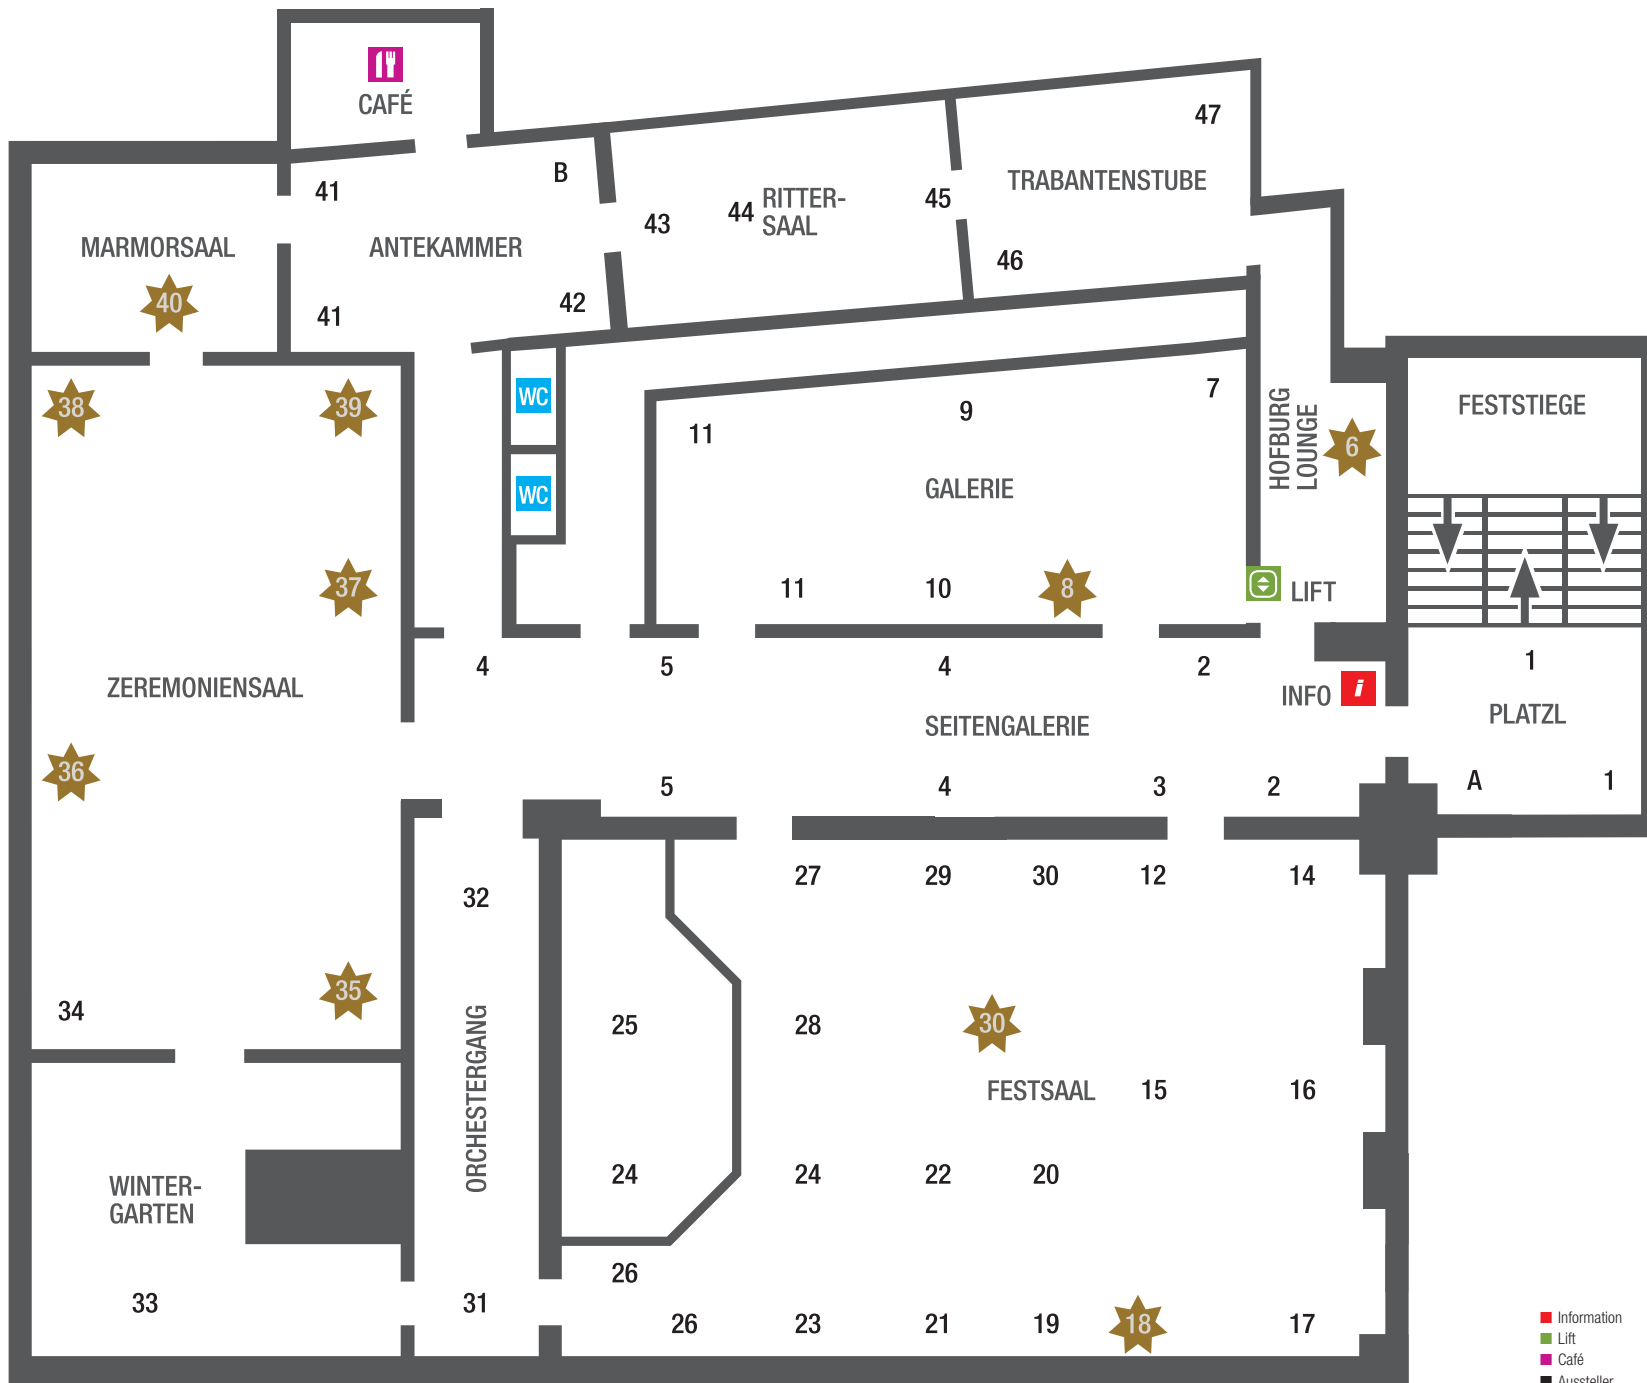 CAFÉ
47
B
41
TRABANTENSTUBE
45
44
RITTER-
SAAL
43
MARMORSAAL
ANTEKAMMER
46
40
42
41
WC
7
38
39
9
FESTSTIEGE
11
HOFBURG
LOUNGE
6
GALERIE
WC
37
11
10
8
LIFT
4
5
4
2
1
ZEREMONIENSAAL
INFO
i
PLATZL
SEITENGALERIE
36
5
4
3
2
A
1
27
29
30
12
14
32
35
34
25
28
30
ORCHESTERGANG
FESTSAAL
15
16
24
24
22
20
WINTER-
GARTEN
26
33
31
26
23
21
19
18
17
Information
Lift
Café
Aussteller